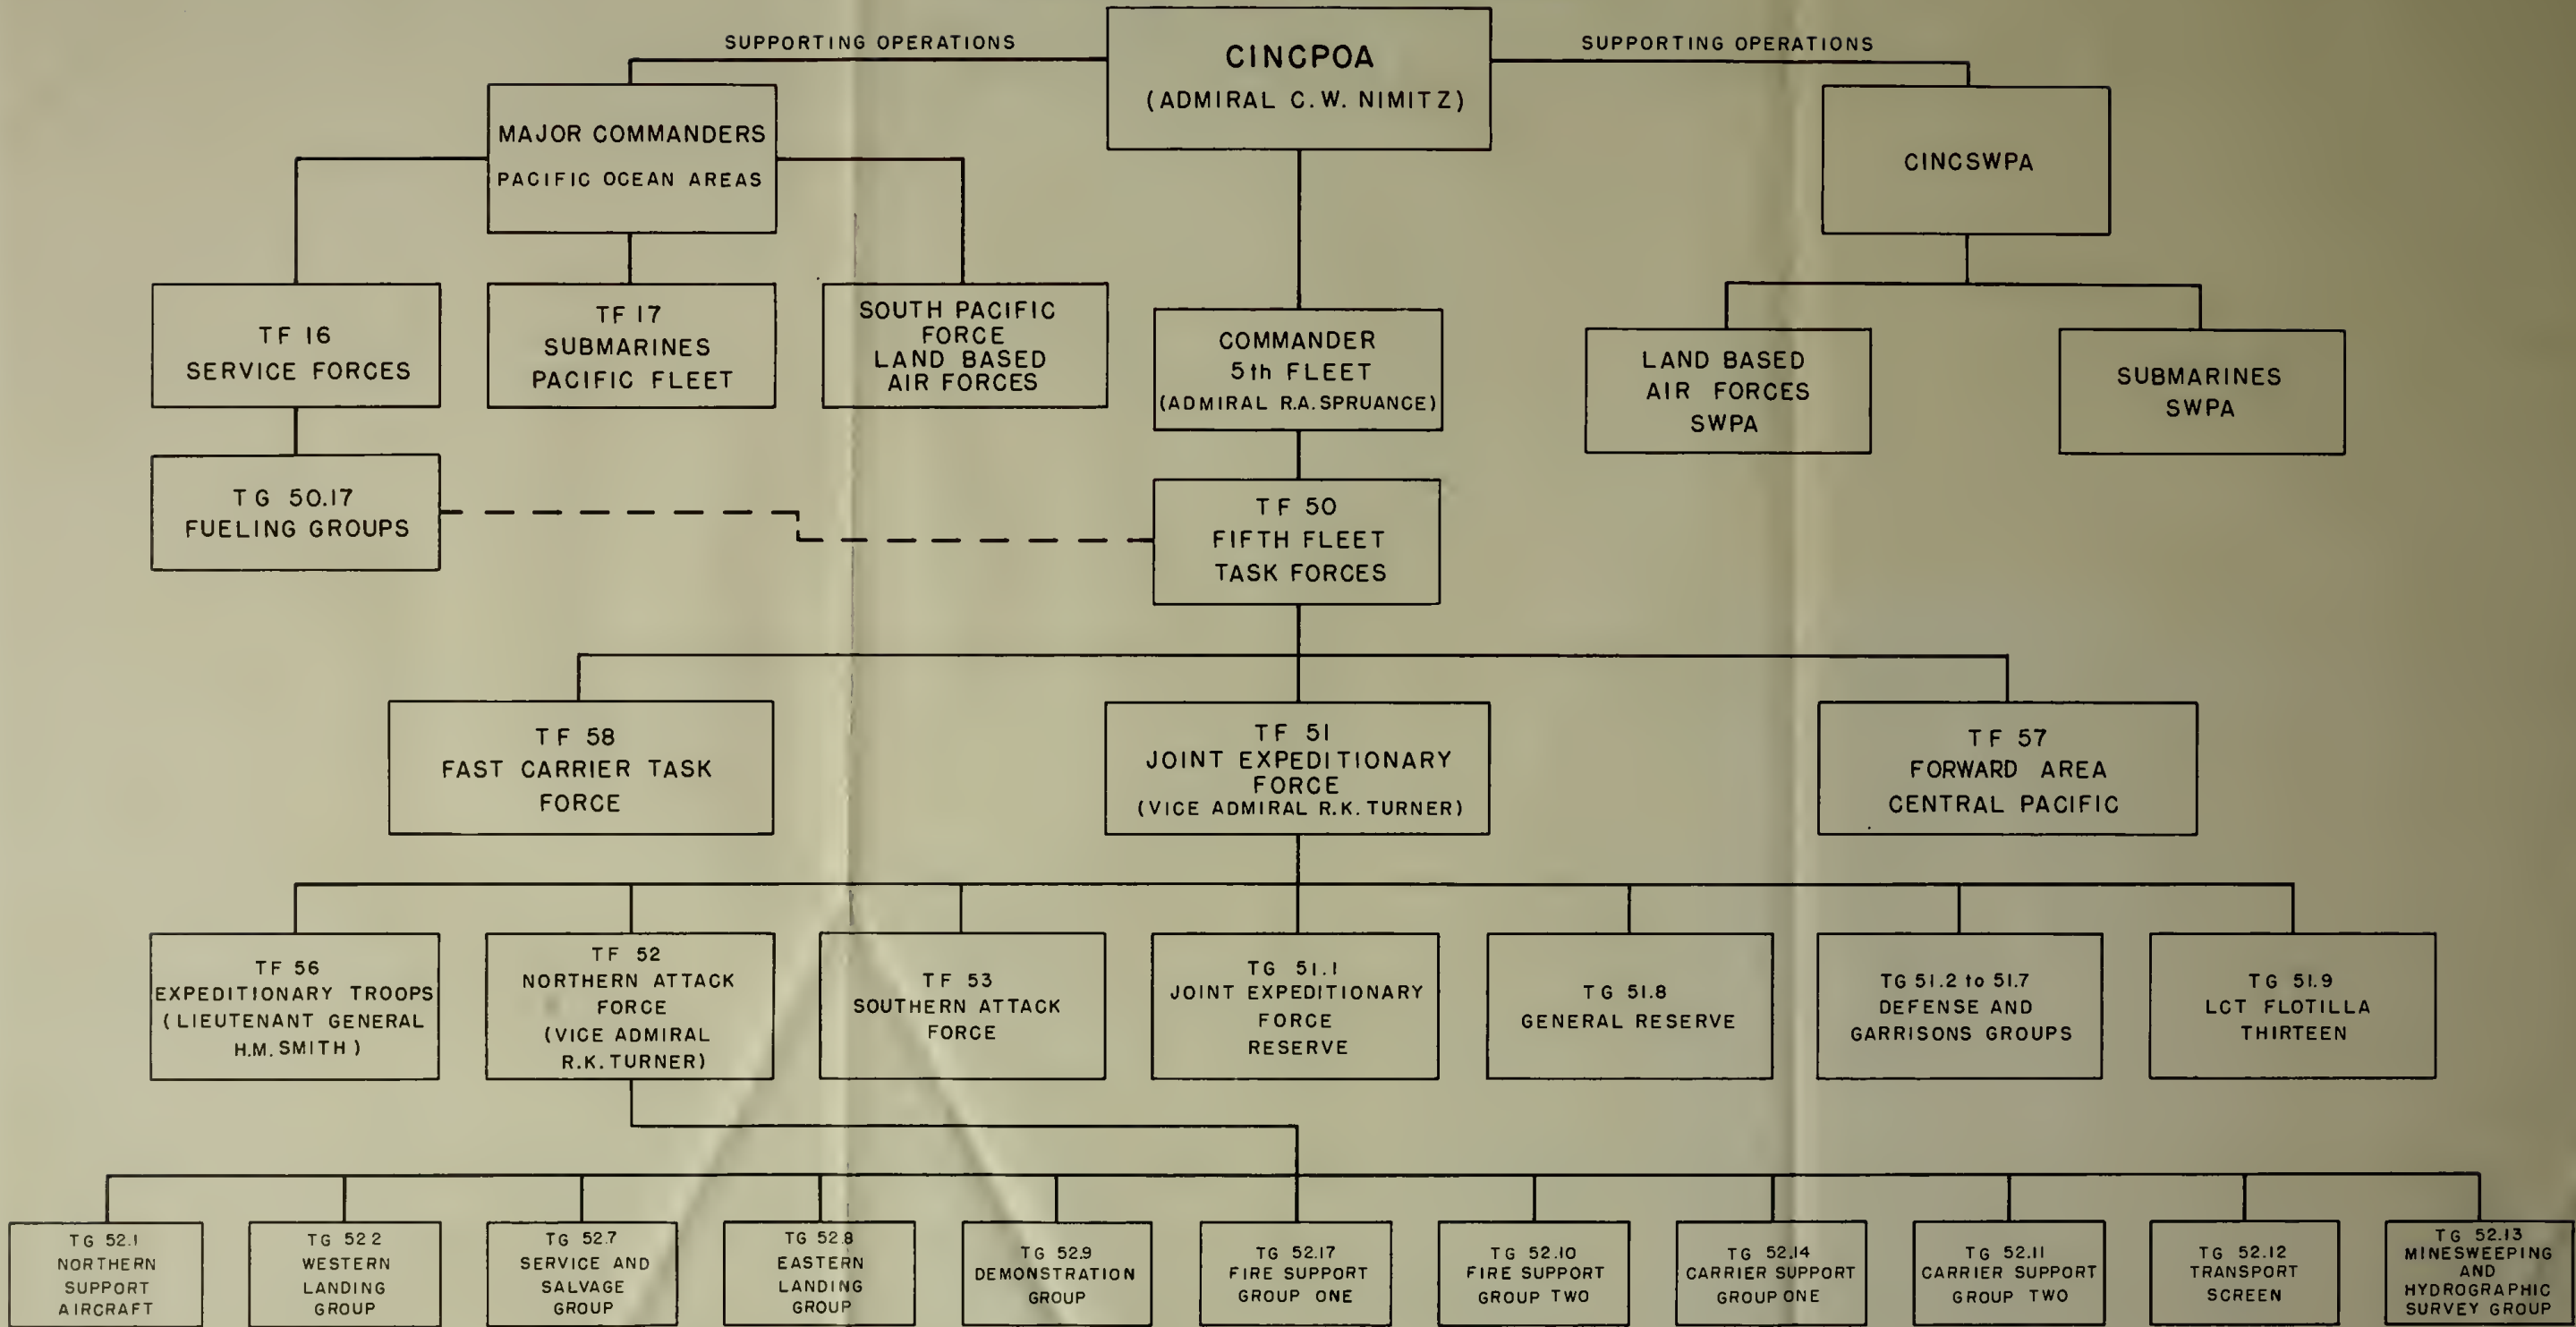 SUPPORTING OPERATIONS
CINCPOA
(ADMIRAL C.W. NIMITZ)
SUPPORTING OPERATIONS
MAJOR COMMANDERS
PACIFIC OCEAN AREAS
CINCSWPA
TF 16
SERVICE FORCES
TF 17
SUBMARINES
PACIFIC FLEET
SOUTH PACIFIC
FORCE
LAND BASED
AIR FORCES
COMMANDER
5th FLEET
(ADMIRAL R.A. SPRUANCE)
LAND BASED
AIR FORCES
SWPA
SUBMARINES
SWPA
TG 50.17
FUELING GROUPS
TF 50
FIFTH FLEET
TASK FORCES
TF 58
FAST CARRIER TASK
FORCE
TF 51
JOINT EXPEDITIONARY
FORCE
(VICE ADMIRAL R.K. TURNER)
TF 57
FORWARD AREA
CENTRAL PACIFIC
TF 56
EXPEDITIONARY TROOPS
(LIEUTENANT GENERAL
H.M. SMITH)
TF 52
NORTHERN ATTACK
FORCE
(VICE ADMIRAL
R.K. TURNER)
TF 53
SOUTHERN ATTACK
FORCE
TG 51.1
JOINT EXPEDITIONARY
FORCE
RESERVE
TG 51.8
GENERAL RESERVE
TG 51.2 to 51.7
DEFENSE AND
GARRISONS GROUPS
TG 51.9
LCT FLOTILLA
THIRTEEN
TG 52.1
NORTHERN
SUPPORT
AIRCRAFT
TG 52 2
WESTERN
LANDING
GROUP
TG 52.7
SERVICE AND
SALVAGE
GROUP
TG 52.8
EASTERN
LANDING
GROUP
TG 52.9
DEMONSTRATION
GROUP
TG 52.17
FIRE SUPPORT
GROUP ONE
TG 52.10
FIRE SUPPORT
GROUP TWO
TG 52.14
CARRIER SUPPORT
GROUP ONE
TG 52.11
CARRIER SUPPORT
GROUP TWO
TG 52.12
TRANSPORT
SCREEN
TG 52.13
MINESWEEPING
AND
HYDROGRAPHIC
SURVEY GROUP